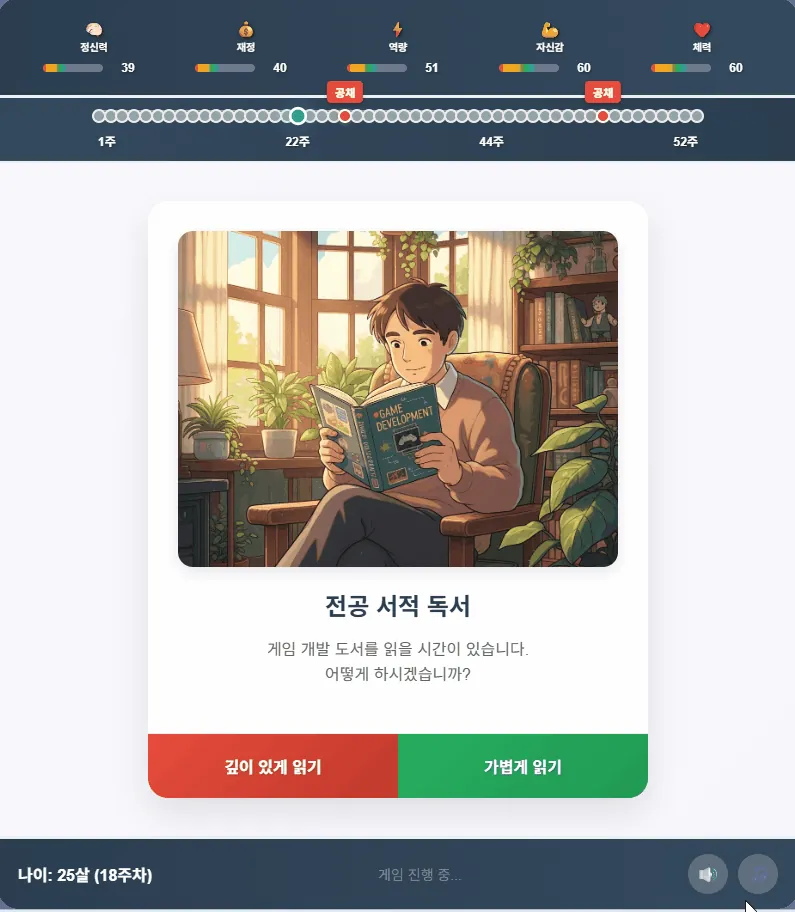 정신력
재정
역량
자신감
체력
39
40
51
60
60
공채
공채
1주
22주
44주
52주
GAME
DEVELOPMENT
전공 서적 독서
게임 개발 도서를 읽을 시간이 있습니다.
어떻게 하시겠습니까?
깊이 있게 읽기
가볍게 읽기
나이: 25살 (18주차)
게임 진행 중...